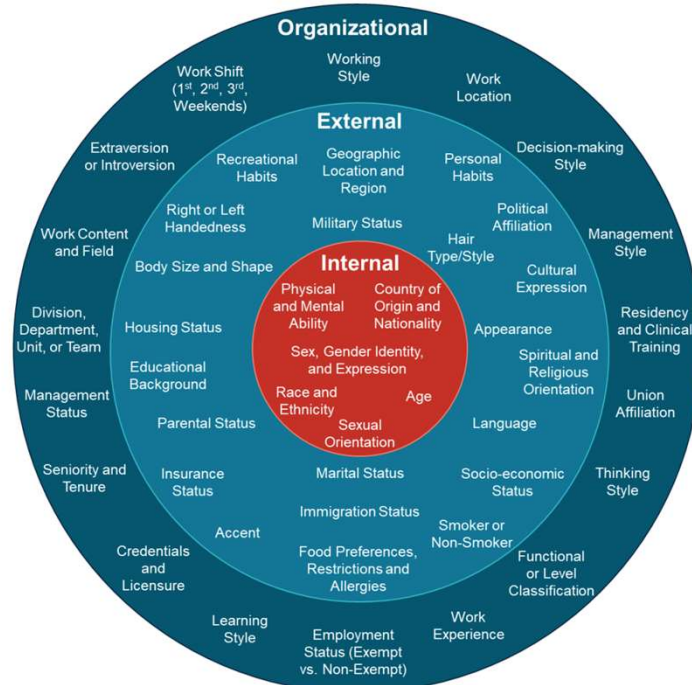 Organizational
Working
Style
Work Shift
(1st, 2nd, 3rd,
Weekends)
Work
Location
Extraversion
or Introversion
Decision-making
Style
Work Content
and Field
Management
Style
Division,
Department,
Unit, or Team
Residency
and Clinical
Training
Management
Status
Union
Affiliation
Seniority and
Tenure
Thinking
Style
Credentials
and
Licensure
Functional
or Level
Classification
Learning
Style
Employment
Status (Exempt
vs. Non-Exempt)
Work
Experience
External
Recreational
Habits
Geographic
Location and
Region
Personal
Habits
Right or Left
Handedness
Military Status
Political
Affiliation
Hair
Type/Style
Body Size and Shape
Cultural
Expression
Housing Status
Appearance
Educational
Background
Spiritual and
Religious
Orientation
Parental Status
Language
Insurance
Status
Marital Status
Socio-economic
Status
Accent
Immigration Status
Smoker or
Non-Smoker
Food Preferences,
Restrictions and
Allergies
Internal
Physical
and Mental
Ability
Country of
Origin and
Nationality
Sex, Gender Identity,
and Expression
Race and
Ethnicity
Age
Sexual
Orientation